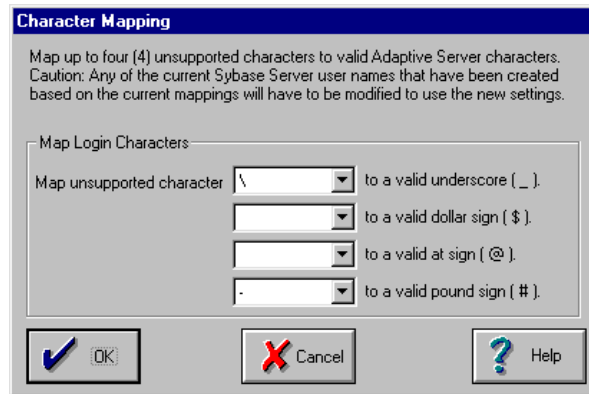 Character Mapping
Map up to four (4) unsupported characters to valid Adaptive Server characters.
Caution: Any of the current Sybase Server user names that have been created
based on the current mappings will have to be modified to use the new settings.
Map Login Characters
Map unsupported character \ to a valid underscore ( _ ).
to a valid dollar sign ( $ ).
to a valid at sign ( @ ).
- to a valid pound sign ( # ).
OK Cancel Help